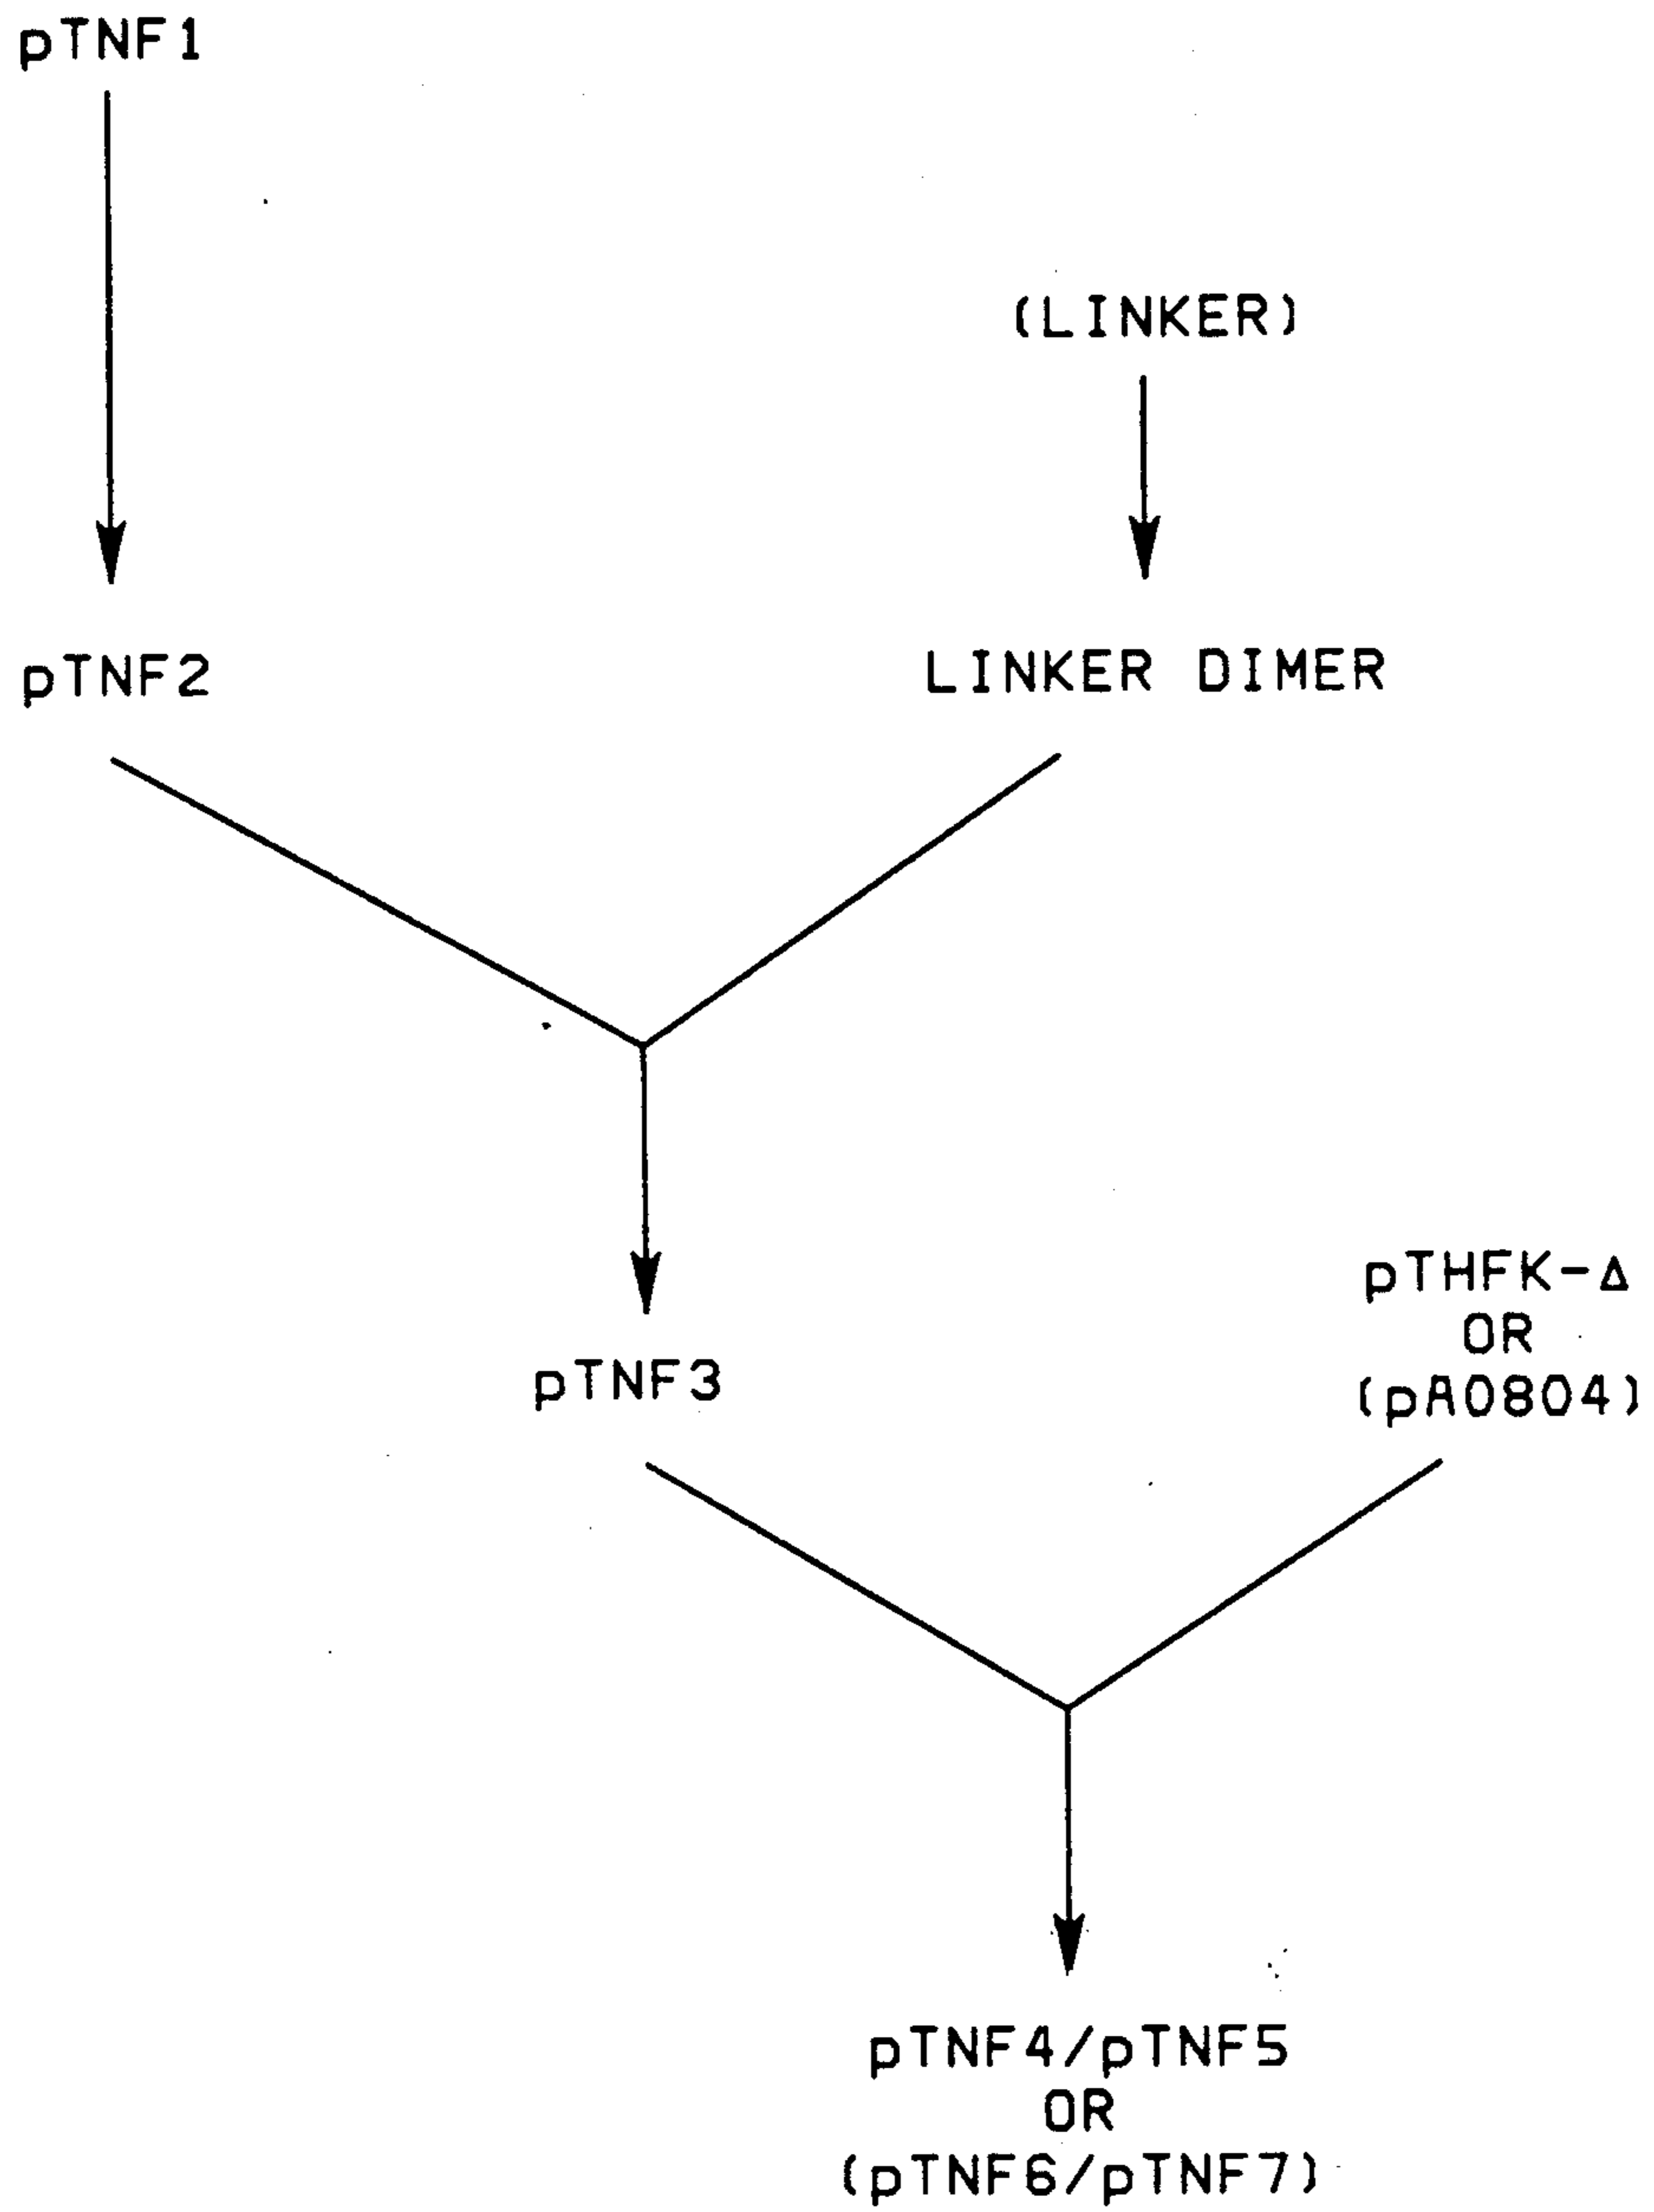 pTNF1
(LINKER)
pTNF2
LINKER DIMER
pTHFK-Δ
OR
(pA0804)
pTNF3
pTNF4/pTNF5
OR
(pTNF6/pTNF7)